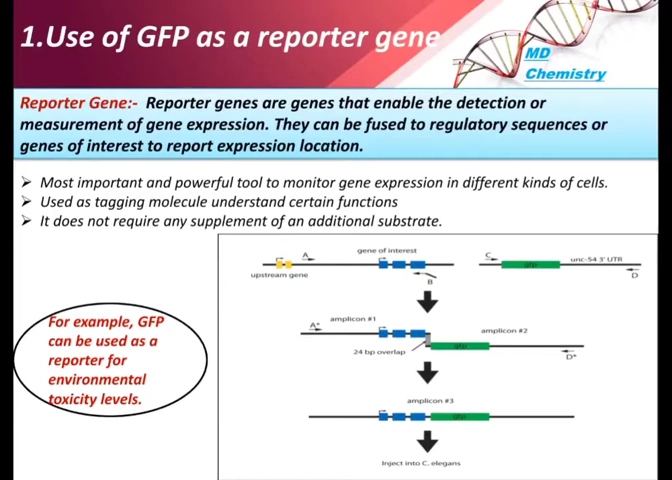 1.Use of GFP as a reporter gene
MD
Chemistry
Reporter Gene:- Reporter genes are genes that enable the detection or
measurement of gene expression. They can be fused to regulatory sequences or
genes of interest to report expression location.
Most important and powerful tool to monitor gene expression in different kinds of cells.
Used as tagging molecule understand certain functions
It does not require any supplement of an additional substrate.
For example, GFP
can be used as a
reporter for
environmental
toxicity levels.
gene of interest
A
C
gfp
unc-54 3' UTR
upstream gene
B
D
amplicon #1
A*
amplicon #2
gfp
24 bp overlap
D*
amplicon #3
gfp
Inject into C. elegans